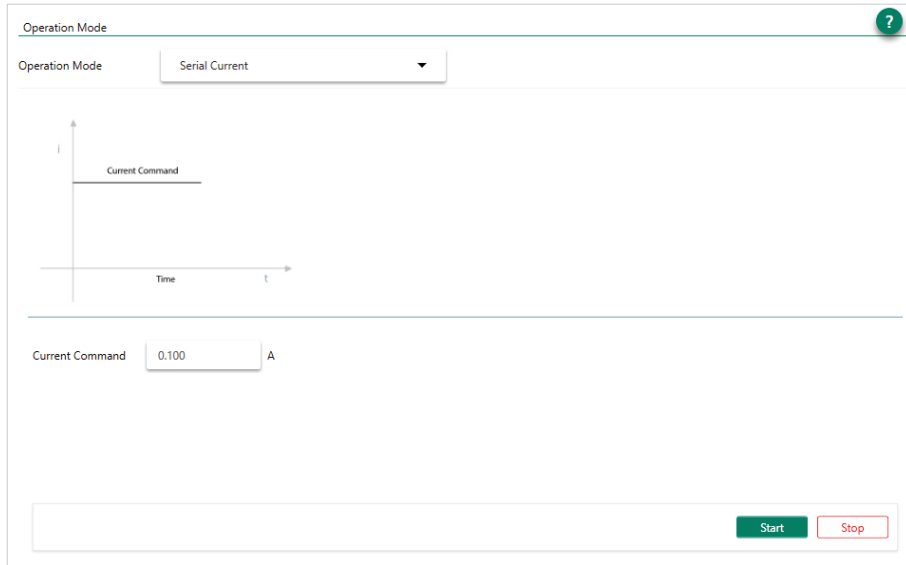 Operation Mode
?
Operation Mode Serial Current
i
Current Command
Time t
Current Command 0.100 A
Start Stop